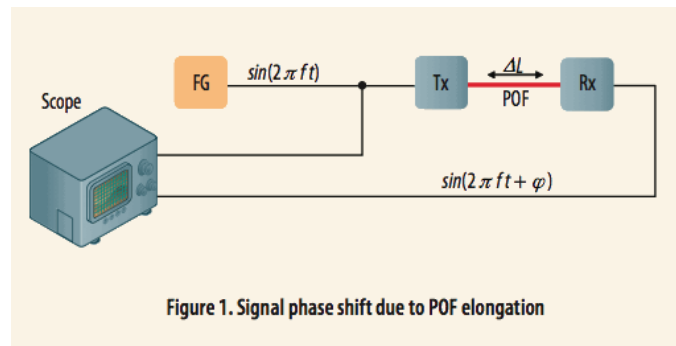 FG
sin(2πft)
Tx
ΔL
POF
Rx
Scope
sin(2πft + φ)
Figure 1. Signal phase shift due to POF elongation